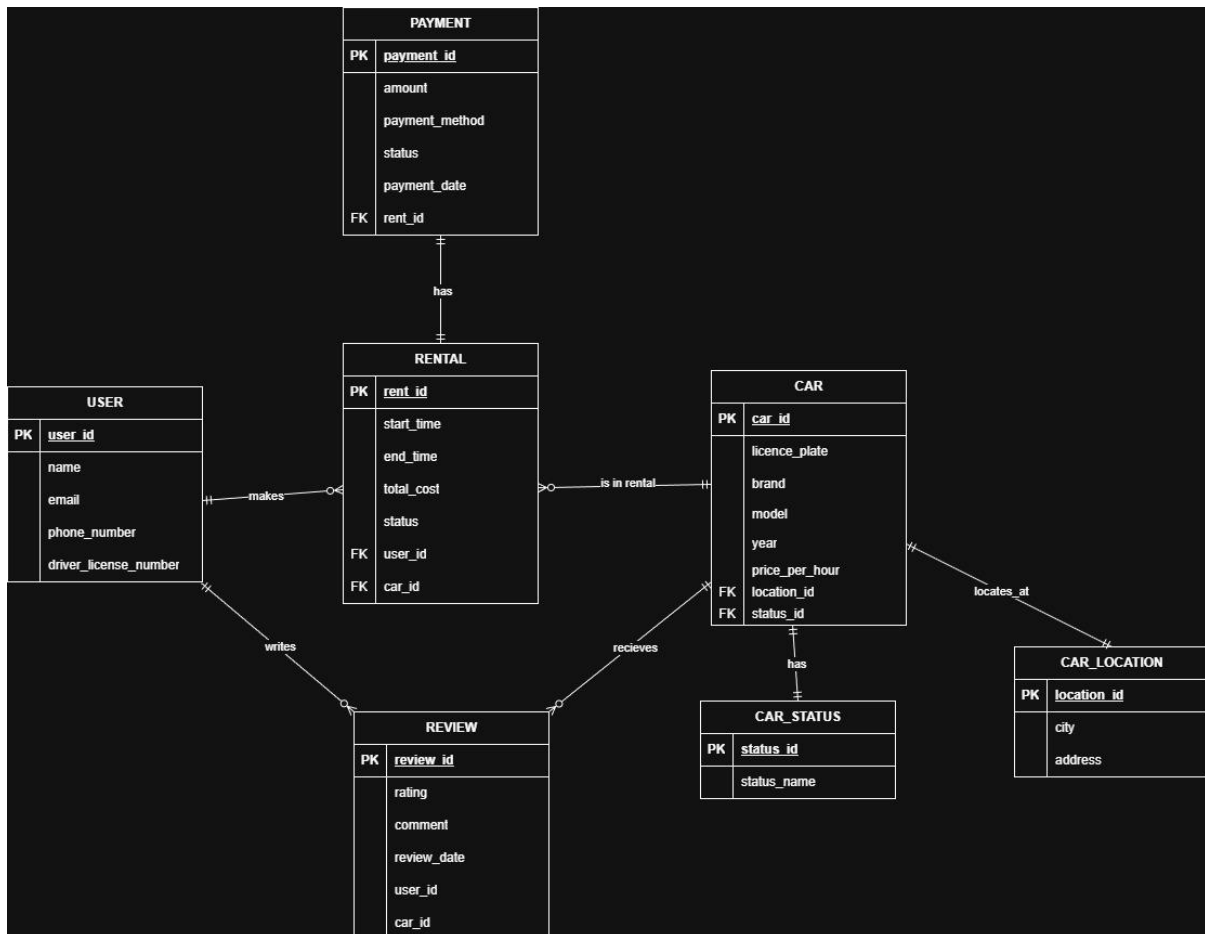 PAYMENT
PK payment_id
amount
payment_method
status
payment_date
FK rent_id
has
RENTAL
PK rent_id
start_time
end_time
total_cost
status
FK user_id
FK car_id
USER
PK user_id
name
email
phone_number
driver_license_number
makes
is in rental
CAR
PK car_id
licence_plate
brand
model
year
price_per_hour
FK location_id
FK status_id
locates_at
writes
recieves
has
CAR_LOCATION
PK location_id
city
address
CAR_STATUS
PK status_id
status_name
REVIEW
PK review_id
rating
comment
review_date
user_id
car_id